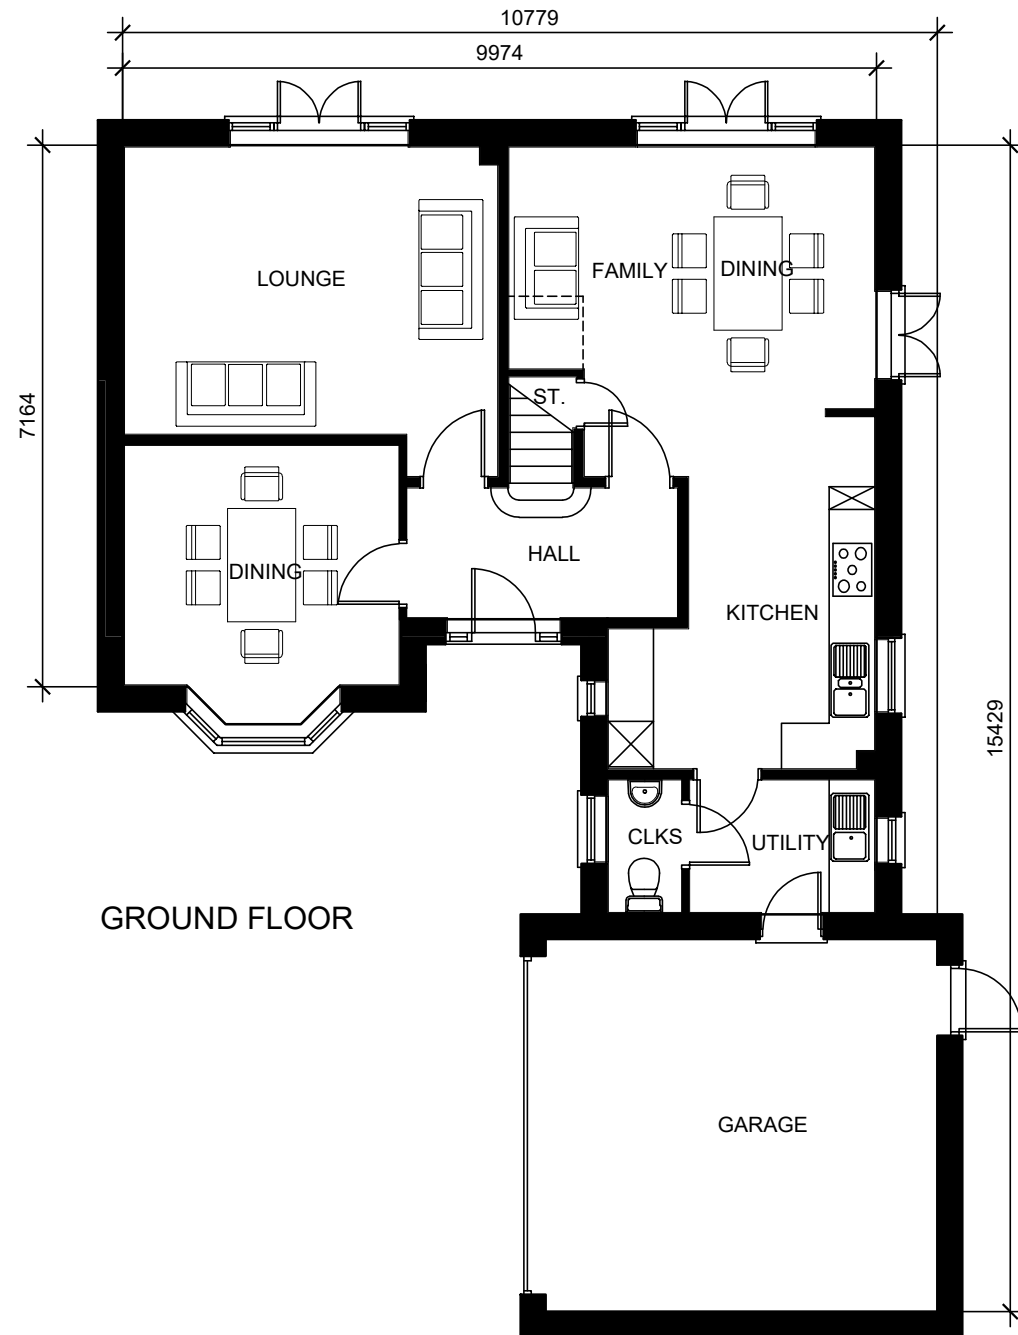 10779
9974
LOUNGE
FAMILY
DINING
7164
ST.
HALL
DINING
KITCHEN
15429
CLKS
UTILITY
GROUND FLOOR
GARAGE